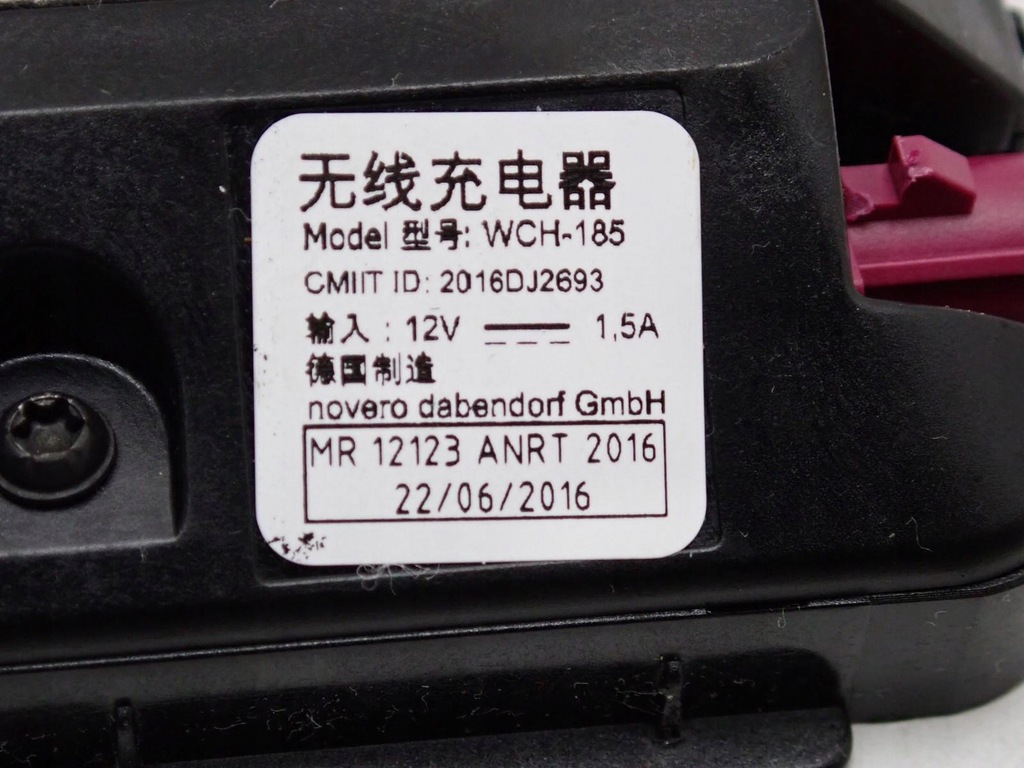 无线充电器
Model 型号: WCH-185
CMIIT ID: 2016DJ2693
输入: 12V ⎓ 1,5A
德国制造
novero dabendorf GmbH
MR 12123 ANRT 2016
22/06/2016